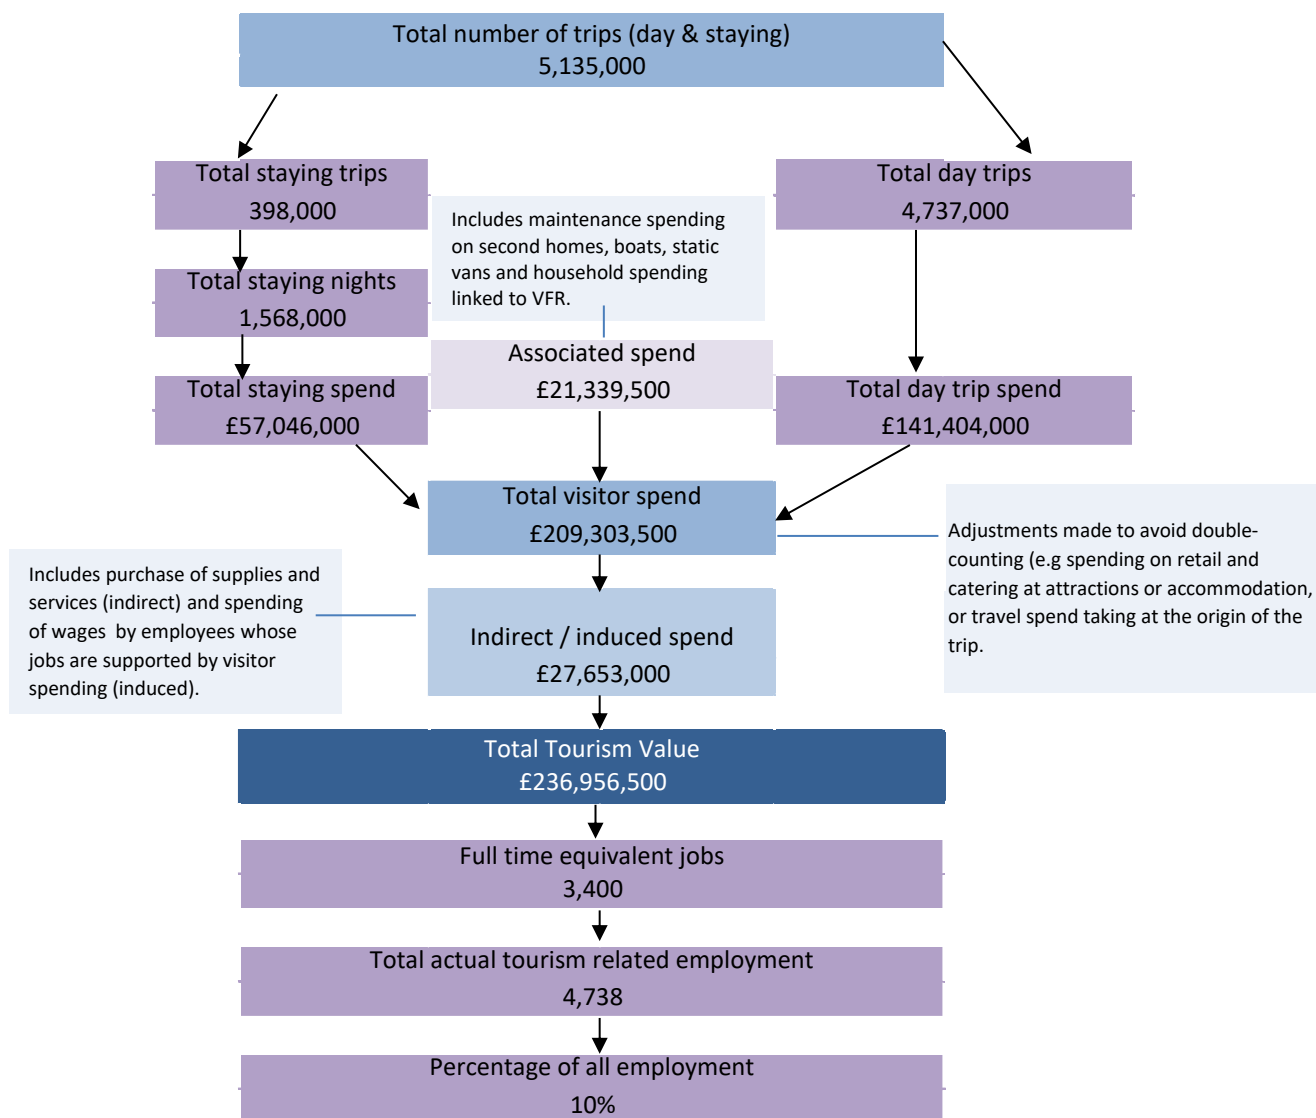 Total number of trips (day & staying)
5,135,000
Total staying trips
398,000
Total day trips
4,737,000
Includes maintenance spending
on second homes, boats, static
vans and household spending
linked to VFR.
Total staying nights
1,568,000
Associated spend
£21,339,500
Total staying spend
£57,046,000
Total day trip spend
£141,404,000
Total visitor spend
£209,303,500
Adjustments made to avoid double-
counting (e.g spending on retail and
catering at attractions or accommodation,
or travel spend taking at the origin of the
trip.
Includes purchase of supplies and
services (indirect) and spending
of wages  by employees whose
jobs are supported by visitor
spending (induced).
Indirect / induced spend
£27,653,000
Total Tourism Value
£236,956,500
Full time equivalent jobs
3,400
Total actual tourism related employment
4,738
Percentage of all employment
10%